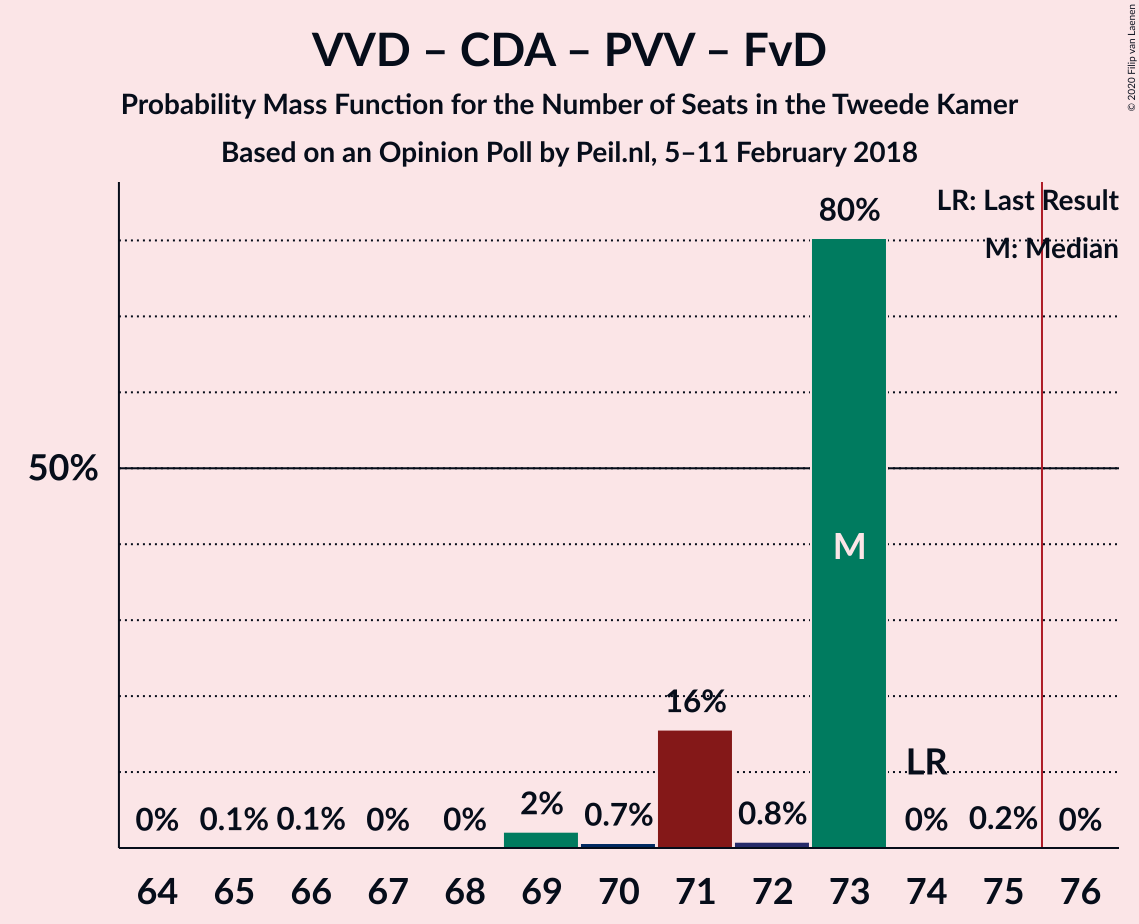 VVD – CDA – PVV – FvD
Probability Mass Function for the Number of Seats in the Tweede Kamer
Based on an Opinion Poll by Peil.nl, 5–11 February 2018
© 2020 Filip van Laenen
LR: Last Result
M: Median
80%
50%
M
16%
LR
0% 0.1% 0.1% 0% 0% 2% 0.7% 0.8% 0% 0.2% 0%
64 65 66 67 68 69 70 71 72 73 74 75 76